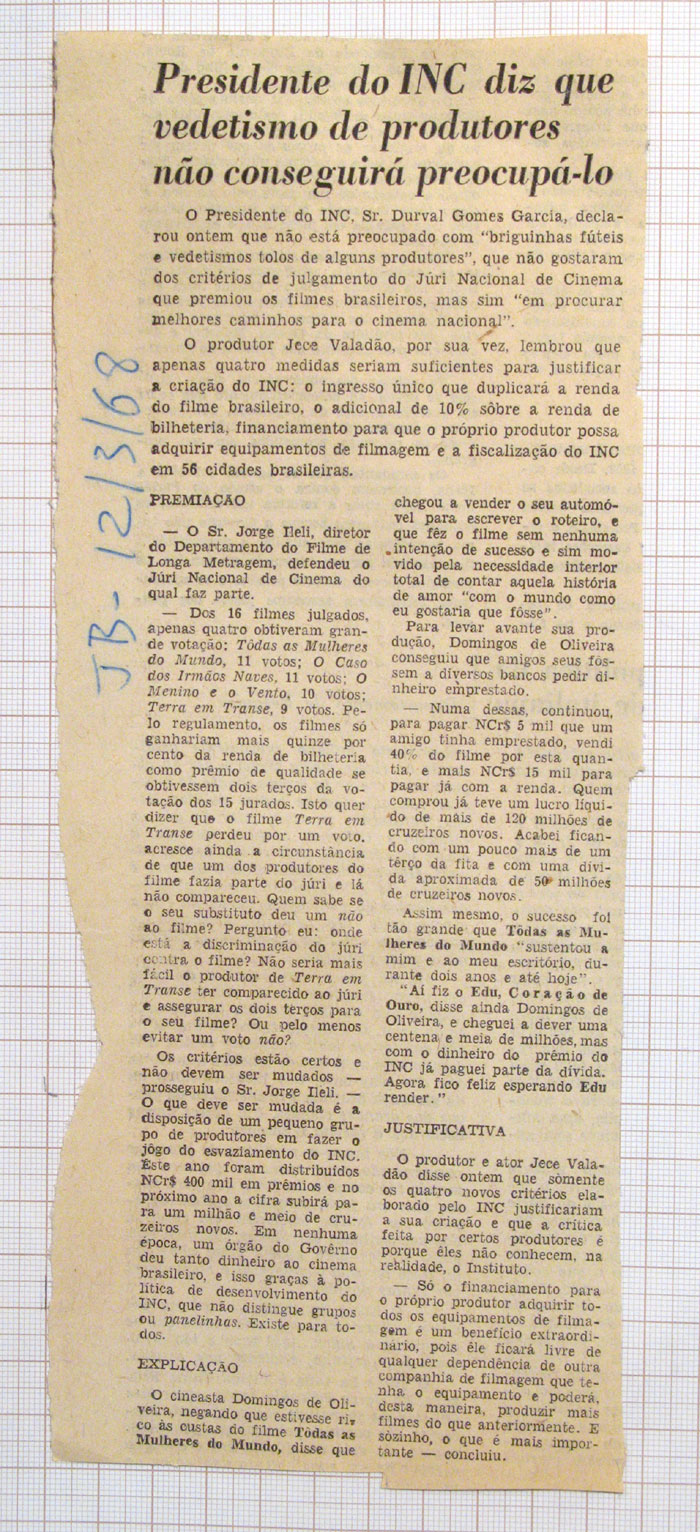 Presidente do INC diz que
vedetismo de produtores
não conseguirá preocupá-lo
O Presidente do INC, Sr. Durval Gomes Garcia, decla-
rou ontem que não está preocupado com "briguinhas fúteis
e vedetismos tolos de alguns produtores", que não gostaram
dos critérios de julgamento do Júri Nacional de Cinema
que premiou os filmes brasileiros, mas sim "em procurar
melhores caminhos para o cinema nacional".
O produtor Jece Valadão, por sua vez, lembrou que
apenas quatro medidas seriam suficientes para justificar
a criação do INC: o ingresso único que duplicará a renda
do filme brasileiro, o adicional de 10% sôbre a renda de
bilheteria, financiamento para que o próprio produtor possa
adquirir equipamentos de filmagem e a fiscalização do INC
em 56 cidades brasileiras.
JB - 12/3/68
PREMIAÇÃO
— O Sr. Jorge Ileli, diretor
do Departamento do Filme de
Longa Metragem, defendeu o
Júri Nacional de Cinema do
qual faz parte.
— Dos 16 filmes julgados,
apenas quatro obtiveram gran-
de votação: Tôdas as Mulheres
do Mundo, 11 votos; O Caso
dos Irmãos Naves, 11 votos; O
Menino e o Vento, 10 votos;
Terra em Transe, 9 votos. Pe-
lo regulamento, os filmes só
ganhariam mais quinze por
cento da renda de bilheteria
como prêmio de qualidade se
obtivessem dois terços da vo-
tação dos 15 jurados. Isto quer
dizer que o filme Terra em
Transe perdeu por um voto,
acresce ainda a circunstância
de que um dos produtores do
filme fazia parte do júri e lá
não compareceu. Quem sabe se
o seu substituto deu um não
ao filme? Pergunto eu: onde
está a discriminação do júri
contra o filme? Não seria mais
fácil o produtor de Terra em
Transe ter comparecido ao júri
e assegurar os dois terços para
o seu filme? Ou pelo menos
evitar um voto não?
Os critérios estão certos e
não devem ser mudados —
prosseguiu o Sr. Jorge Ileli. —
O que deve ser mudada é a
disposição de um pequeno gru-
po de produtores em fazer o
jôgo do esvaziamento do INC.
Êste ano foram distribuídos
NCr$ 400 mil em prêmios e no
próximo ano a cifra subirá pa-
ra um milhão e meio de cru-
zeiros novos. Em nenhuma
época, um órgão do Govêrno
deu tanto dinheiro ao cinema
brasileiro, e isso graças à po-
lítica de desenvolvimento do
INC, que não distingue grupos
ou panelinhas. Existe para to-
dos.
EXPLICAÇÃO
O cineasta Domingos de Oli-
veira, negando que estivesse ri-
co às custas do filme Tôdas as
Mulheres do Mundo, disse que
chegou a vender o seu automó-
vel para escrever o roteiro, e
que fêz o filme sem nenhuma
intenção de sucesso e sim mo-
vido pela necessidade interior
total de contar aquela história
de amor "com o mundo como
eu gostaria que fôsse".
Para levar avante sua pro-
dução, Domingos de Oliveira
conseguiu que amigos seus fôs-
sem a diversos bancos pedir di-
nheiro emprestado.
— Numa dessas, continuou,
para pagar NCr$ 5 mil que um
amigo tinha emprestado, vendi
40% do filme por esta quan-
tia, e mais NCr$ 15 mil para
pagar já com a renda. Quem
comprou já teve um lucro líqui-
do de mais de 120 milhões de
cruzeiros novos. Acabei fican-
do com um pouco mais de um
têrço da fita e com uma dívi-
da aproximada de 50 milhões
de cruzeiros novos.
Assim mesmo, o sucesso foi
tão grande que Tôdas as Mu-
lheres do Mundo "sustentou a
mim e ao meu escritório, du-
rante dois anos e até hoje".
"Aí fiz o Edu, Coração de
Ouro, disse ainda Domingos de
Oliveira, e cheguei a dever uma
centena e meia de milhões, mas
com o dinheiro do prêmio do
INC já paguei parte da dívida.
Agora fico feliz esperando Edu
render."
JUSTIFICATIVA
O produtor e ator Jece Vala-
dão disse ontem que sòmente
os quatro novos critérios ela-
borado pelo INC justificariam
a sua criação e que a crítica
feita por certos produtores é
porque êles não conhecem, na
realidade, o Instituto.
— Só o financiamento para
o próprio produtor adquirir to-
dos os equipamentos de filma-
gem é um benefício extraordi-
nário, pois êle ficará livre de
qualquer dependência de outra
companhia de filmagem que te-
nha o equipamento e poderá,
desta maneira, produzir mais
filmes do que anteriormente. E
sòzinho, o que é mais impor-
tante — concluiu.